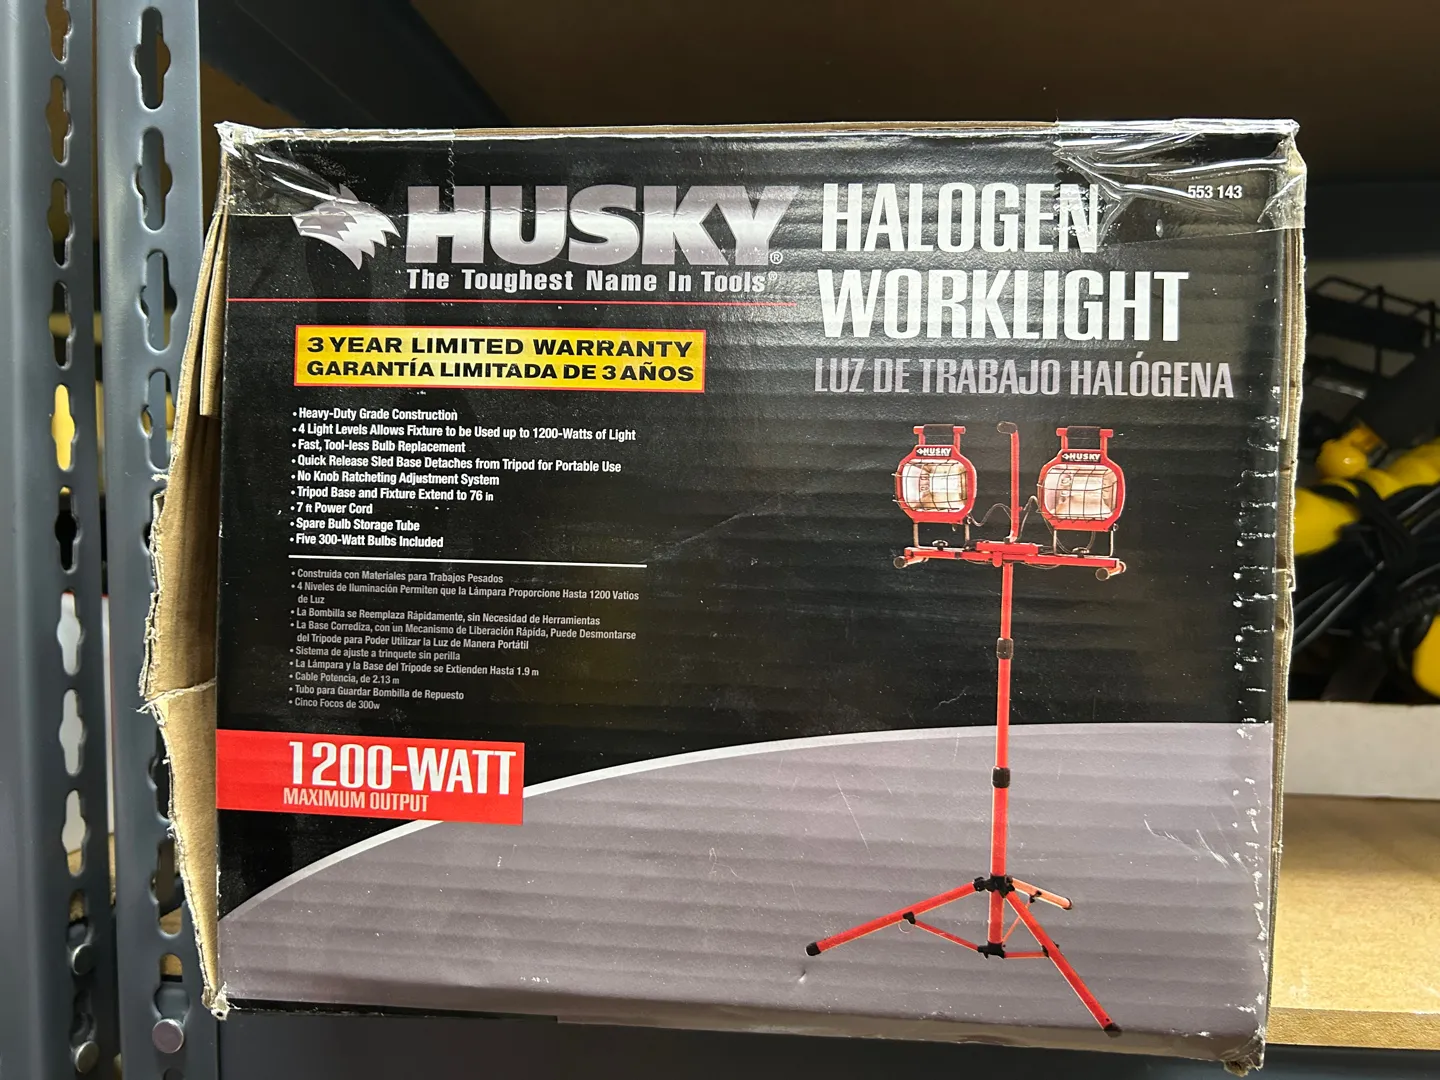 HUSKY®
The Toughest Name In Tools®
HALOGEN
WORKLIGHT
553 143
LUZ DE TRABAJO HALÓGENA
3 YEAR LIMITED WARRANTY
GARANTÍA LIMITADA DE 3 AÑOS
• Heavy-Duty Grade Construction
• 4 Light Levels Allows Fixture to be Used up to 1200-Watts of Light
• Fast, Tool-less Bulb Replacement
• Quick Release Sled Base Detaches from Tripod for Portable Use
• No Knob Ratcheting Adjustment System
• Tripod Base and Fixture Extend to 76 in
• 7 ft Power Cord
• Spare Bulb Storage Tube
• Five 300-Watt Bulbs Included
• Construida con Materiales para Trabajos Pesados
• 4 Niveles de Iluminación Permiten que la Lámpara Proporcione Hasta 1200 Vatios
de Luz
• La Bombilla se Reemplaza Rápidamente, sin Necesidad de Herramientas
• La Base Corrediza, con un Mecanismo de Liberación Rápida, Puede Desmontarse
del Trípode para Poder Utilizar la Luz de Manera Portátil
• Sistema de ajuste a trinquete sin perilla
• La Lámpara y la Base del Trípode se Extienden Hasta 1.9 m
• Cable Potencia, de 2.13 m
• Tubo para Guardar Bombilla de Repuesto
• Cinco Focos de 300w
1200-WATT
MAXIMUM OUTPUT
HUSKY
HUSKY